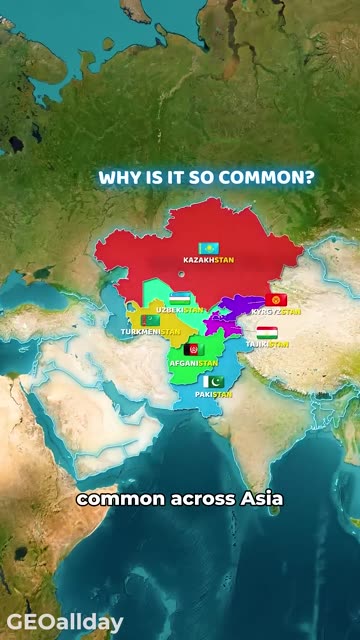 WHY IS IT SO COMMON?
KAZAKHSTAN
UZBEKISTAN
KYRGYZSTAN
TURKMENISTAN
TAJIKISTAN
AFGANISTAN
PAKISTAN
common across Asia
GEOallday